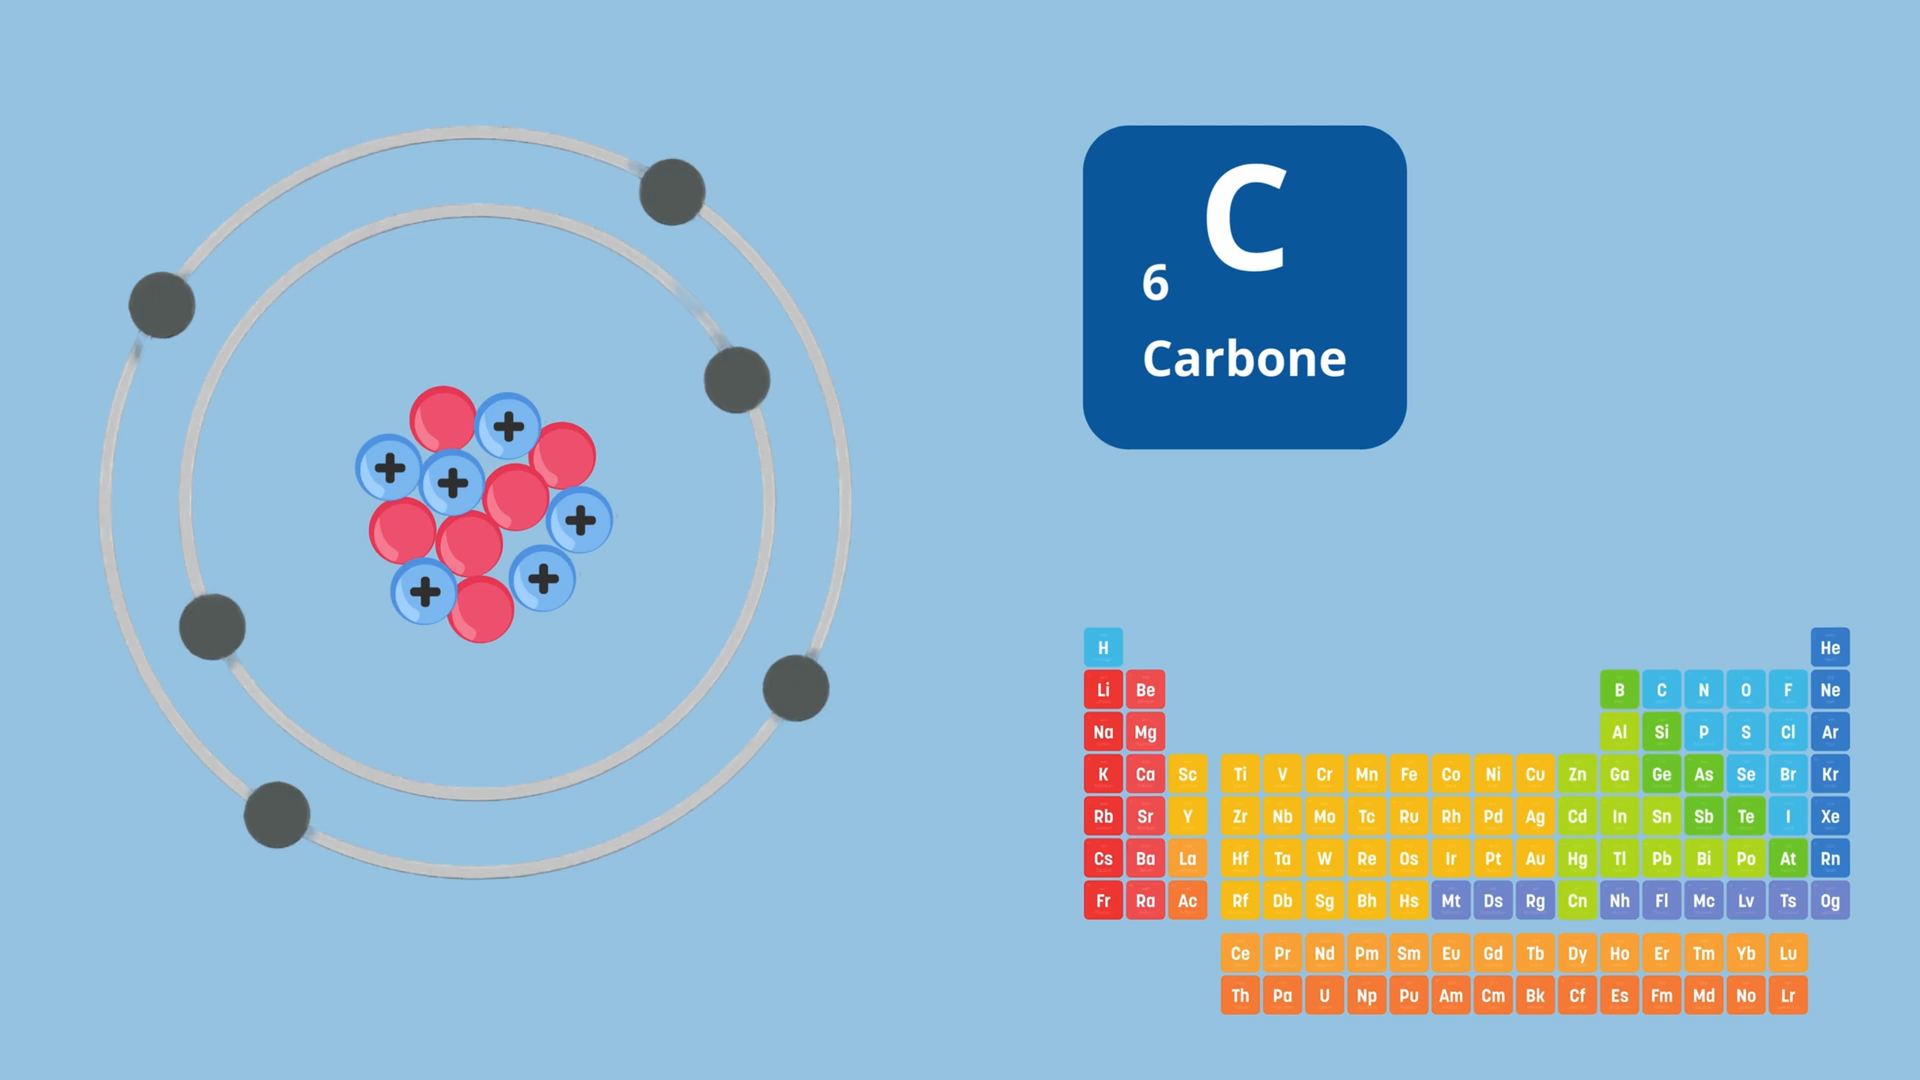 C
6
Carbone
+
+
+
+
+
+
H He
Li Be B C N O F Ne
Na Mg Al Si P S Cl Ar
K Ca Sc Ti V Cr Mn Fe Co Ni Cu Zn Ga Ge As Se Br Kr
Rb Sr Y Zr Nb Mo Tc Ru Rh Pd Ag Cd In Sn Sb Te I Xe
Cs Ba La Hf Ta W Re Os Ir Pt Au Hg Tl Pb Bi Po At Rn
Fr Ra Ac Rf Db Sg Bh Hs Mt Ds Rg Cn Nh Fl Mc Lv Ts Og
Ce Pr Nd Pm Sm Eu Gd Tb Dy Ho Er Tm Yb Lu
Th Pa U Np Pu Am Cm Bk Cf Es Fm Md No Lr